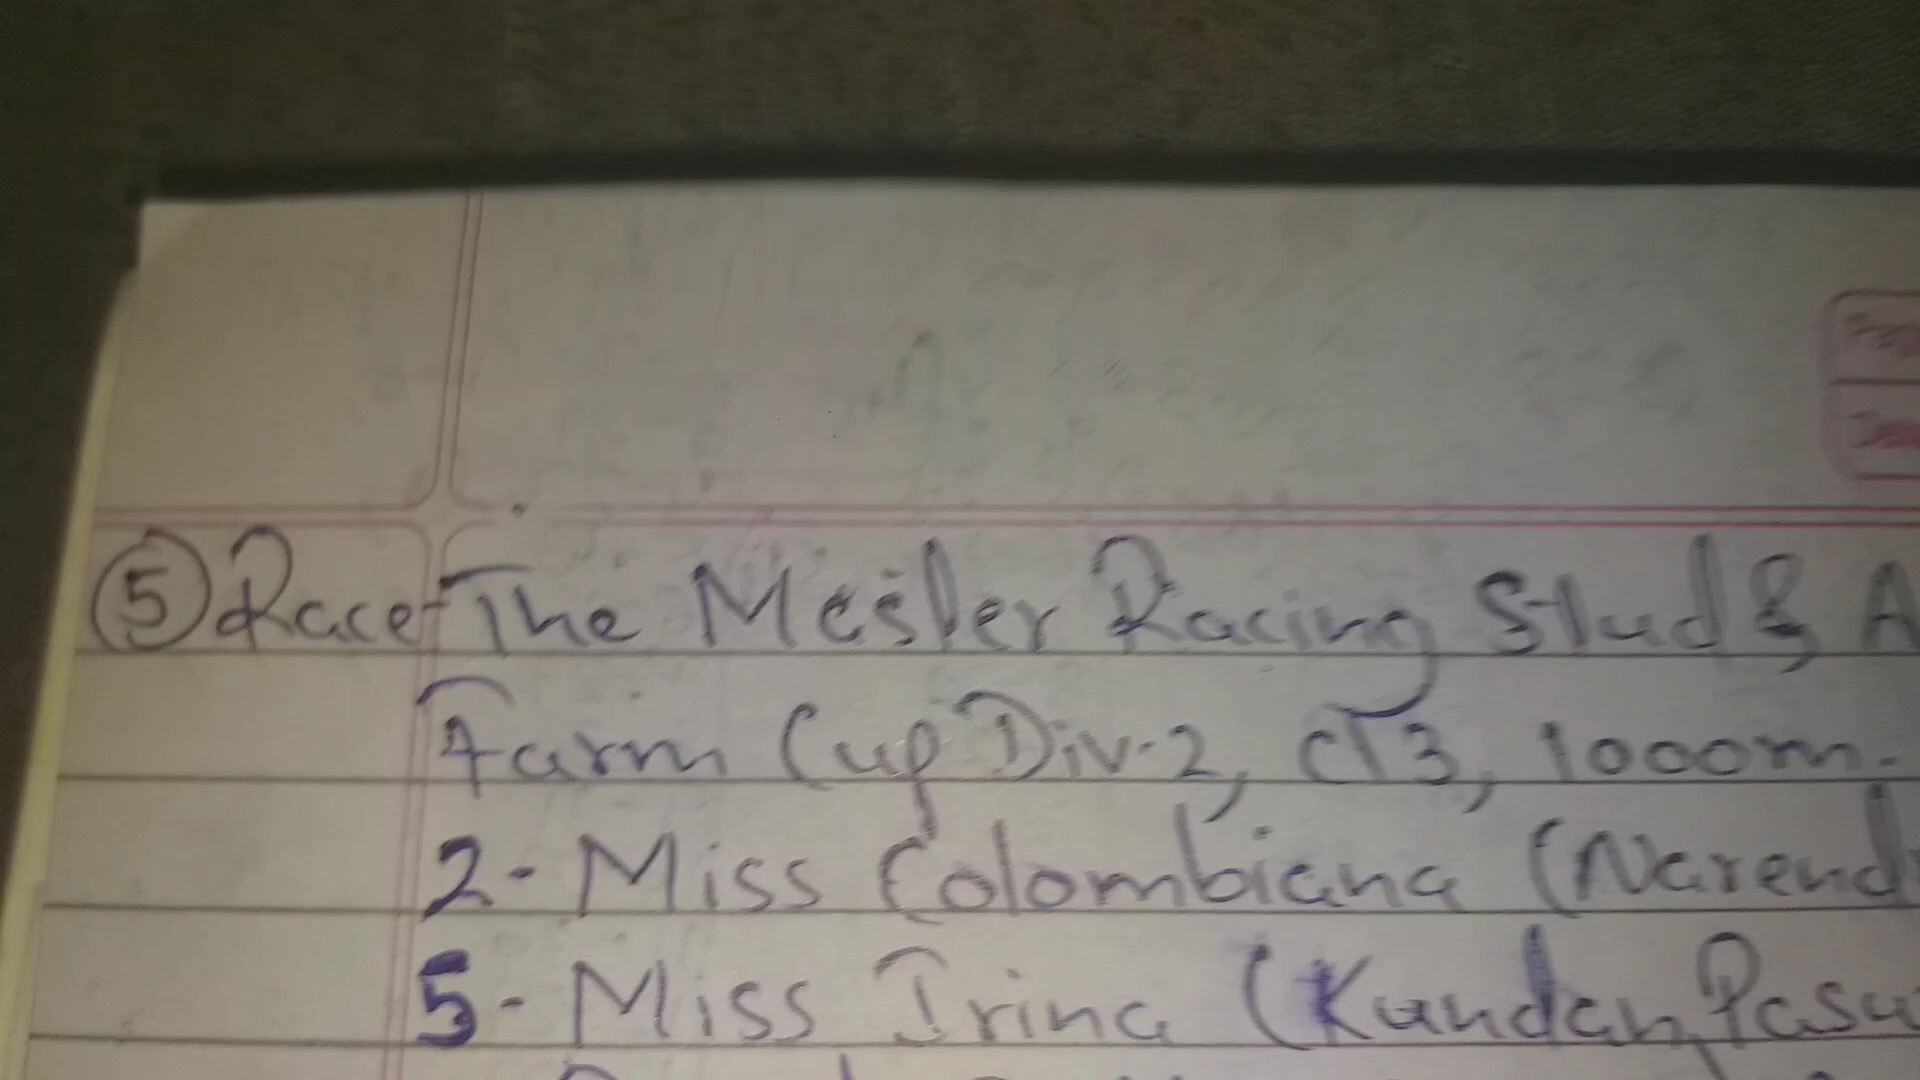 ⑤ Race-The Mesler Racing Stud & A
Farm Cup Div-2, Cl 3, 1000m.
2- Miss Colombiana (Narend
5- Miss Irina (Kundan, Pasu